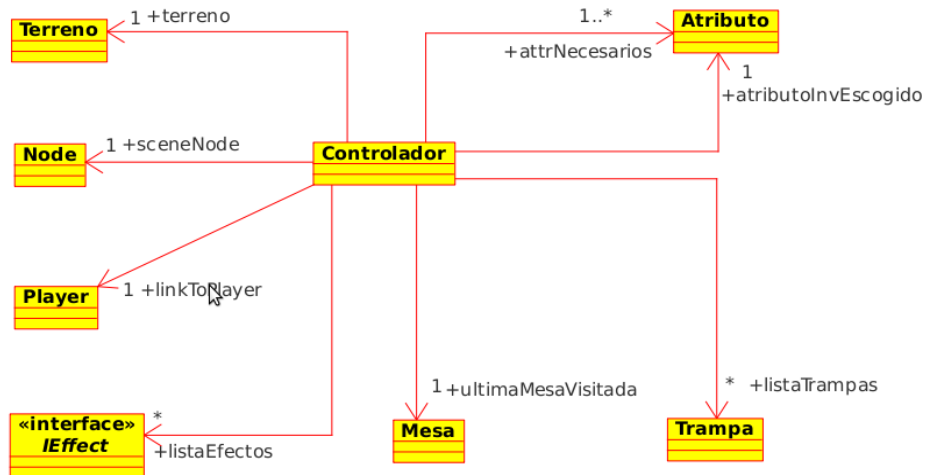 1 +terreno
Terreno
1..*
Atributo
+attrNecesarios
1
+atributoInvEscogido
Node
1 +sceneNode
Controlador
Player
1 +linkToPlayer
1 +ultimaMesaVisitada
* +listaTrampas
«interface»
IEffect
*
+listaEfectos
Mesa
Trampa